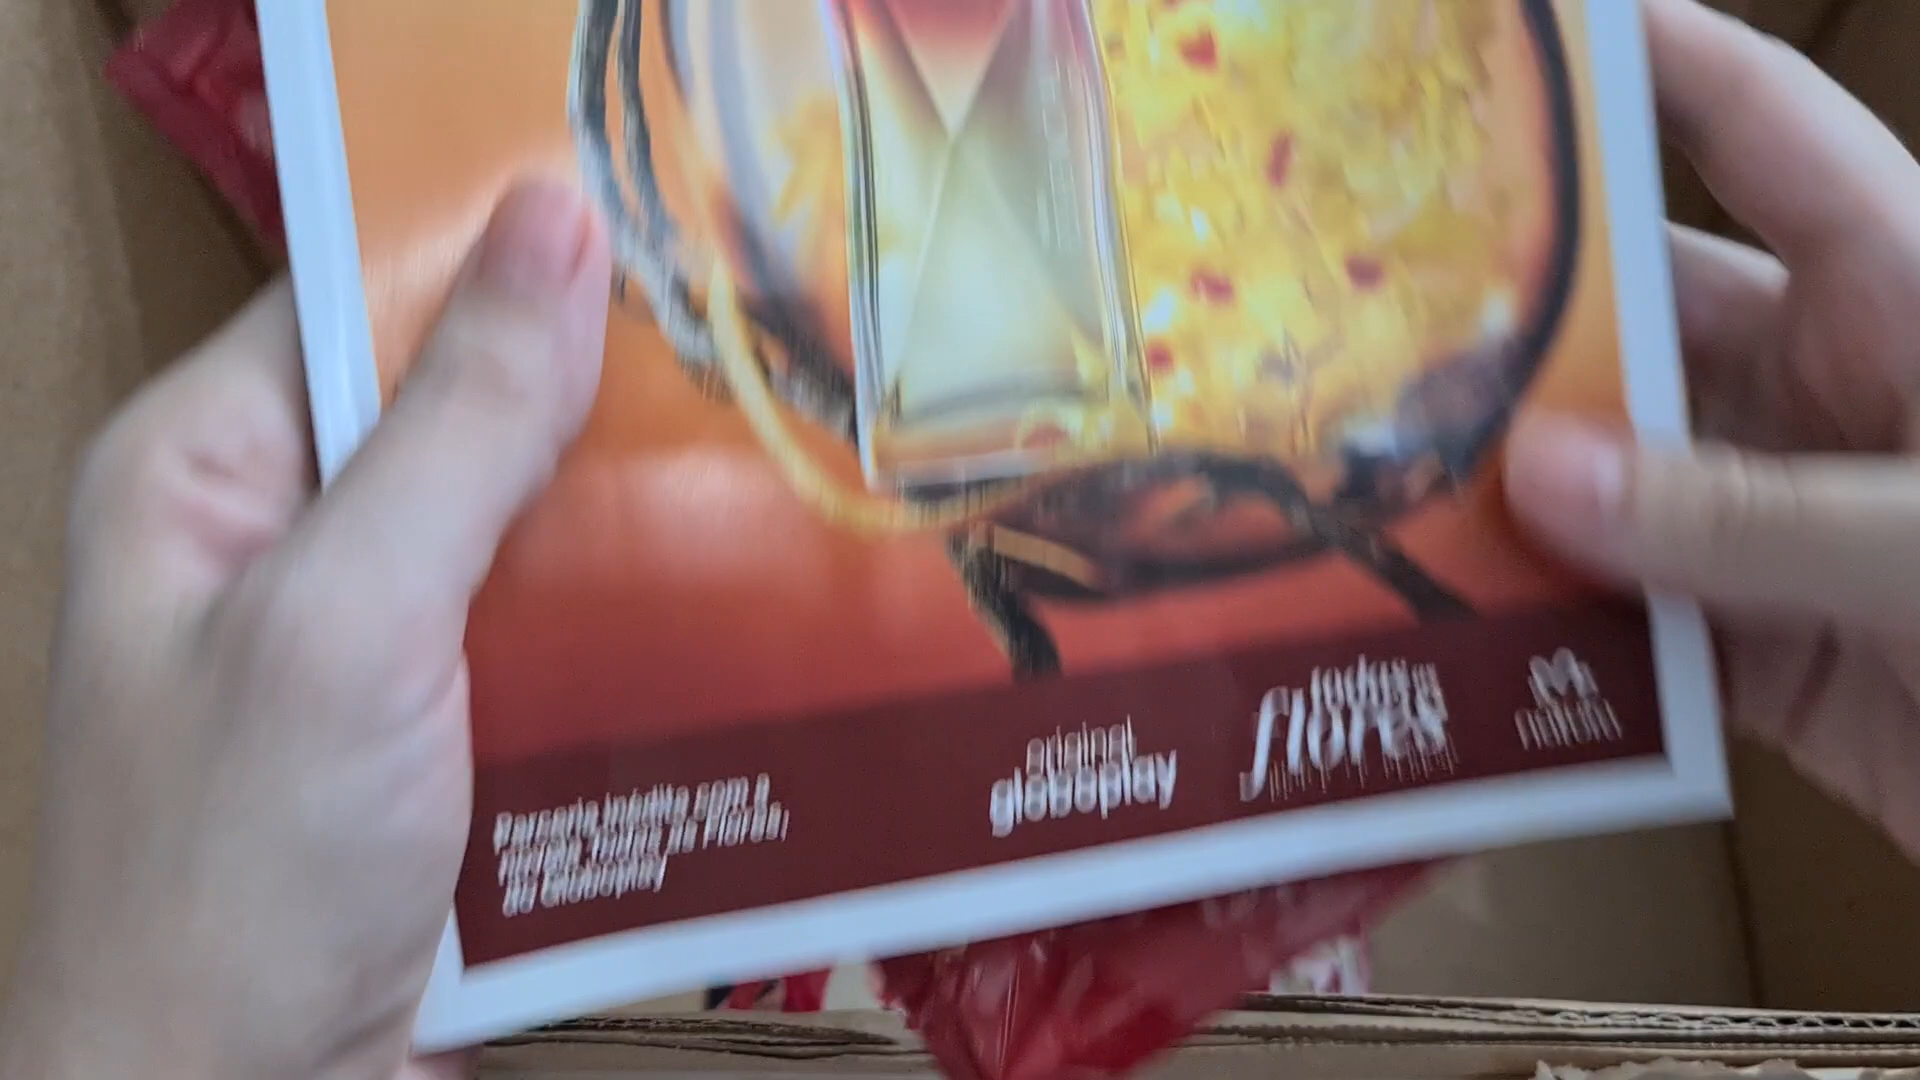 Parceria inédita com a
novela Todas as Flores,
do Globoplay
original
globoplay
todas as
flores
natura